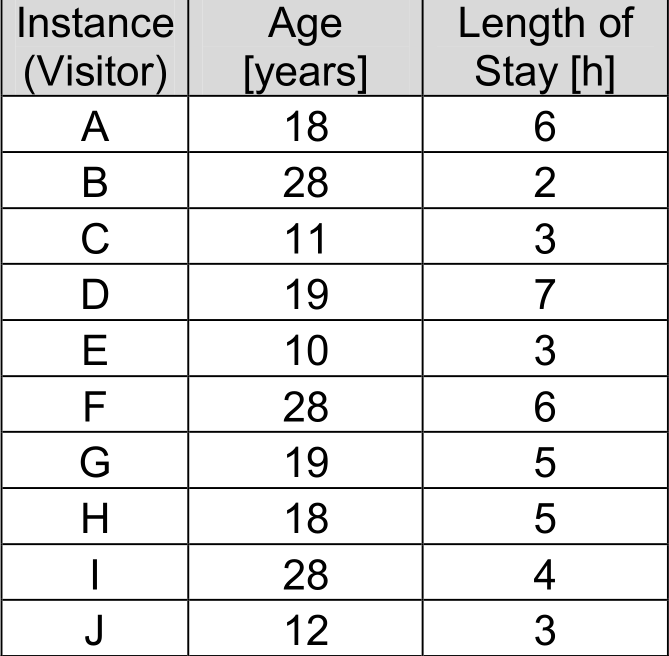 Instance (Visitor) Age [years] Length of Stay [h]
A 18 6
B 28 2
C 11 3
D 19 7
E 10 3
F 28 6
G 19 5
H 18 5
I 28 4
J 12 3